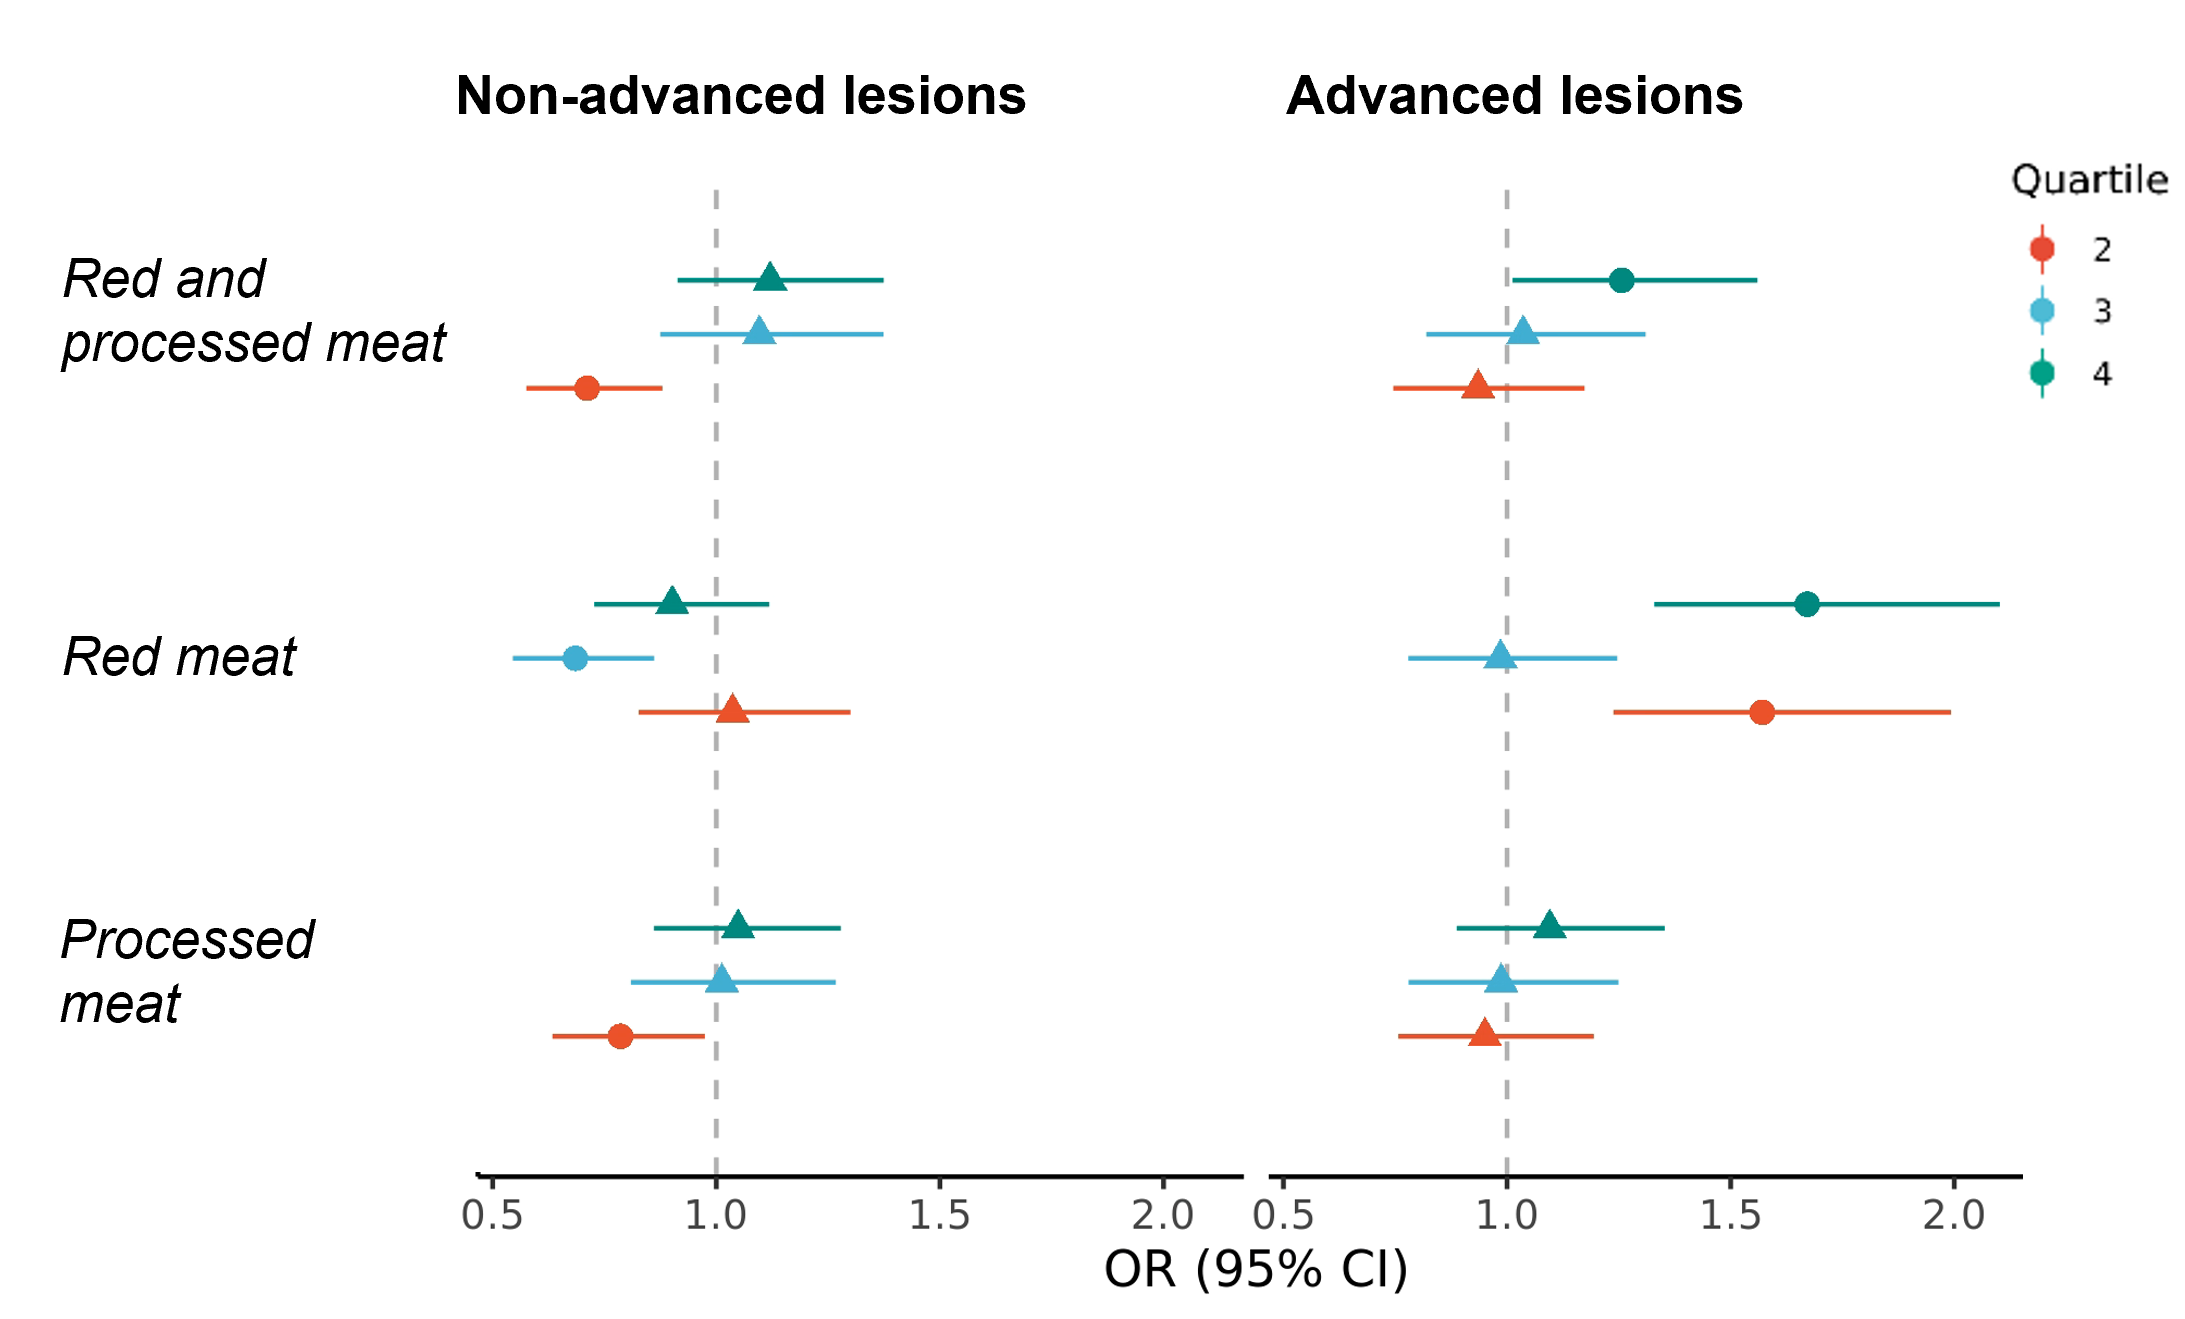 Non-advanced lesions
Advanced lesions
Quartile
2
3
4
Red and
processed meat
Red meat
Processed
meat
0.5 1.0 1.5 2.0 0.5 1.0 1.5 2.0
OR (95% CI)